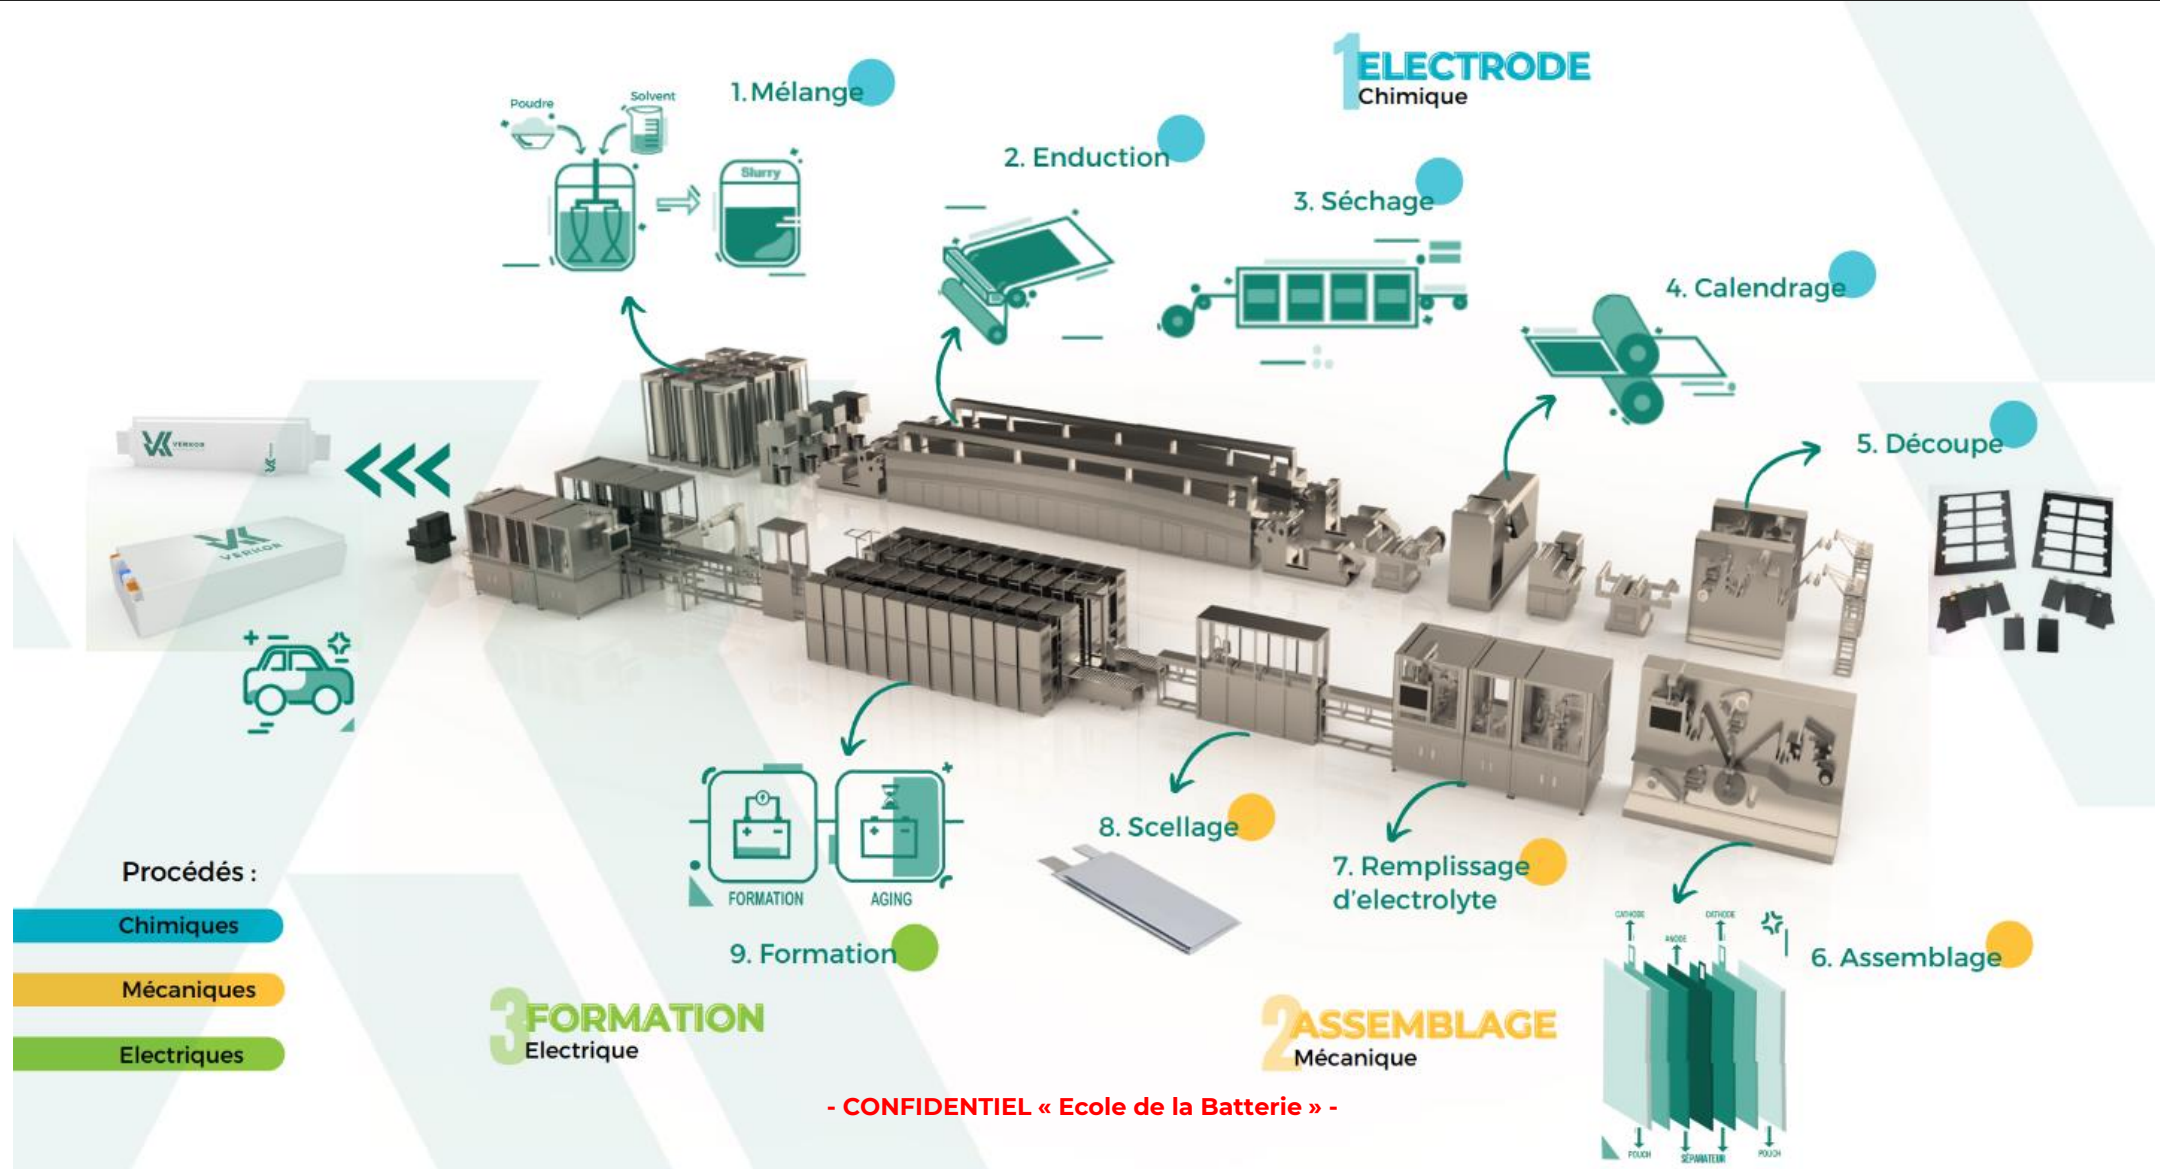 1 ELECTRODE
Chimique
1. Mélange
Poudre
Solvent
Slurry
2. Enduction
3. Séchage
4. Calendrage
5. Découpe
VERKOR
VERKOR
FORMATION
AGING
9. Formation
8. Scellage
7. Remplissage
d'electrolyte
6. Assemblage
CATHODE
CATHODE
ANODE
POUCH
SÉPARATEUR
POUCH
Procédés :
Chimiques
Mécaniques
Electriques
3 FORMATION
Electrique
2 ASSEMBLAGE
Mécanique
- CONFIDENTIEL « Ecole de la Batterie » -